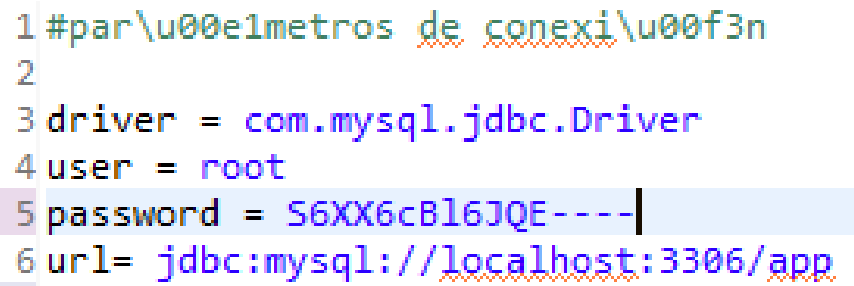 1 #par\u00e1metros de conexi\u00f3n
2
3 driver = com.mysql.jdbc.Driver
4 user = root
5 password = S6XX6cBl6JQE----
6 url= jdbc:mysql://localhost:3306/app